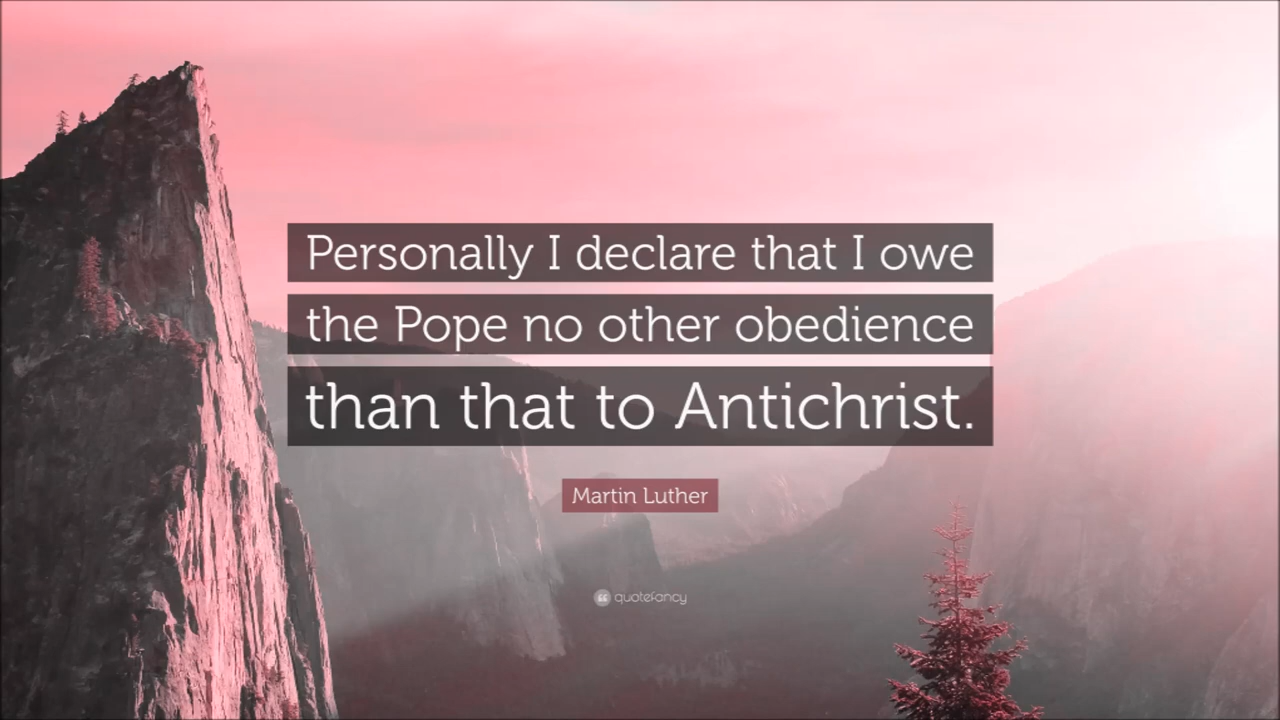 Personally I declare that I owe
the Pope no other obedience
than that to Antichrist.
Martin Luther
quotefancy